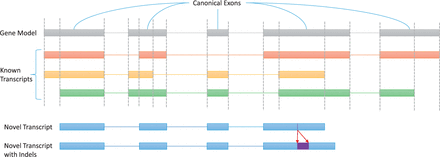 Canonical Exons
Gene Model
Known
Transcripts
Novel Transcript
Novel Transcript
with Indels